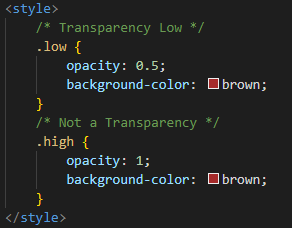 <style>
/* Transparency Low */
.low {
opacity: 0.5;
background-color: brown;
}
/* Not a Transparency */
.high {
opacity: 1;
background-color: brown;
}
</style>